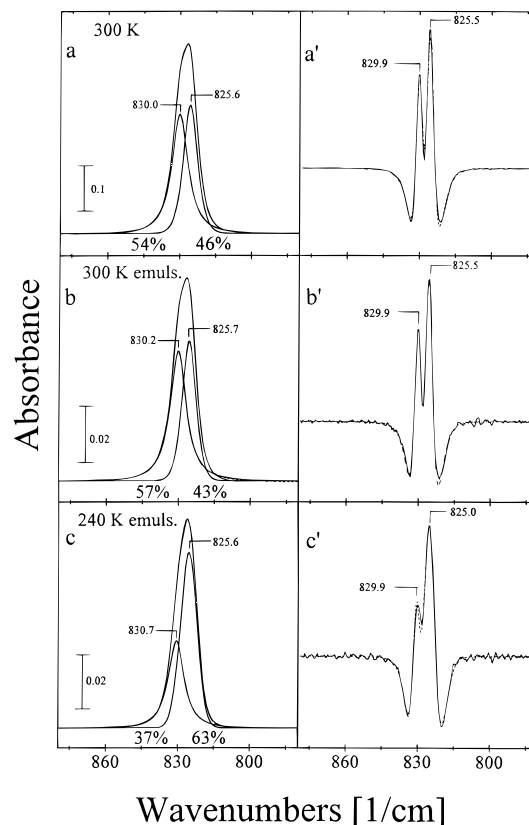 a 300 K
830.0
825.6
0.1
54% 46%
a'
829.9
825.5
b 300 K emuls.
830.2
825.7
0.02
57% 43%
b'
829.9
825.5
c 240 K emuls.
830.7
825.6
0.02
37% 63%
c'
829.9
825.0
860 830 800 860 830 800
Absorbance
Wavenumbers [1/cm]